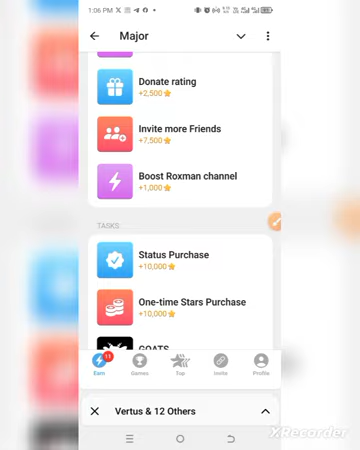 1:06 PM
Major
Donate rating
+2,500
Invite more Friends
+7,500
Boost Roxman channel
+1,000
TASKS:
Status Purchase
+10,000
One-time Stars Purchase
+10,000
GOATS
11
Earn
Games
Top
Invite
Profile
Vertus & 12 Others
XRecorder